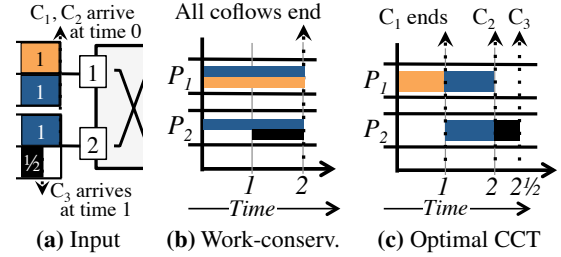 C1, C2 arrive
at time 0
1
1
1
½
1
2
C3 arrives
at time 1
(a) Input
All coflows end
P1
P2
1 2
Time
(b) Work-conserv.
C1 ends C2 C3
P1
P2
1 2 2½
Time
(c) Optimal CCT